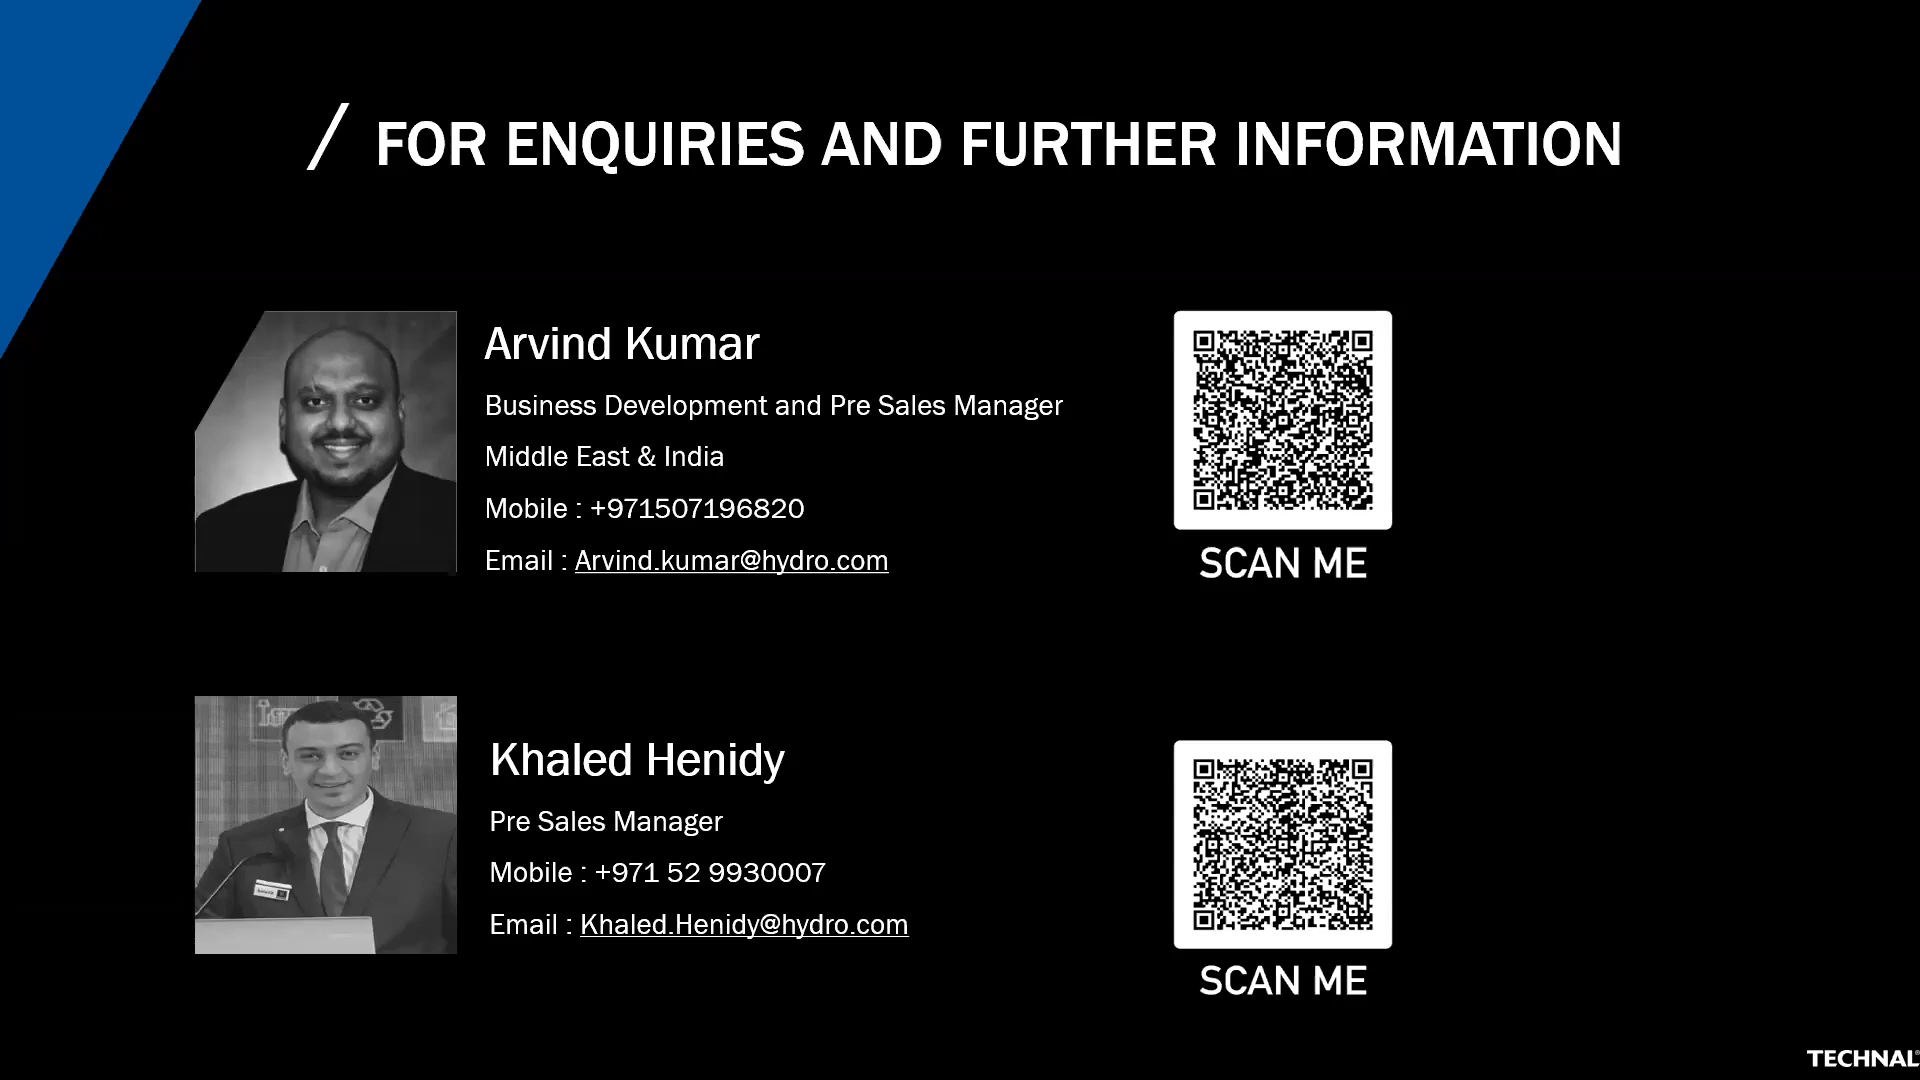 / FOR ENQUIRIES AND FURTHER INFORMATION
Arvind Kumar
Business Development and Pre Sales Manager
Middle East & India
Mobile : +971507196820
Email : Arvind.kumar@hydro.com
SCAN ME
Khaled Henidy
Pre Sales Manager
Mobile : +971 52 9930007
Email : Khaled.Henidy@hydro.com
SCAN ME
TECHNAL®